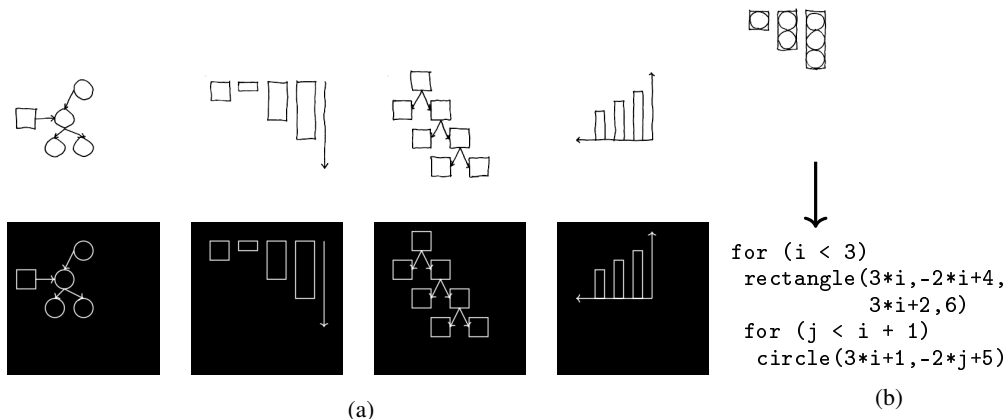 for (i < 3)
rectangle(3*i,-2*i+4,
3*i+2,6)
for (j < i + 1)
circle(3*i+1,-2*j+5)
(a)
(b)